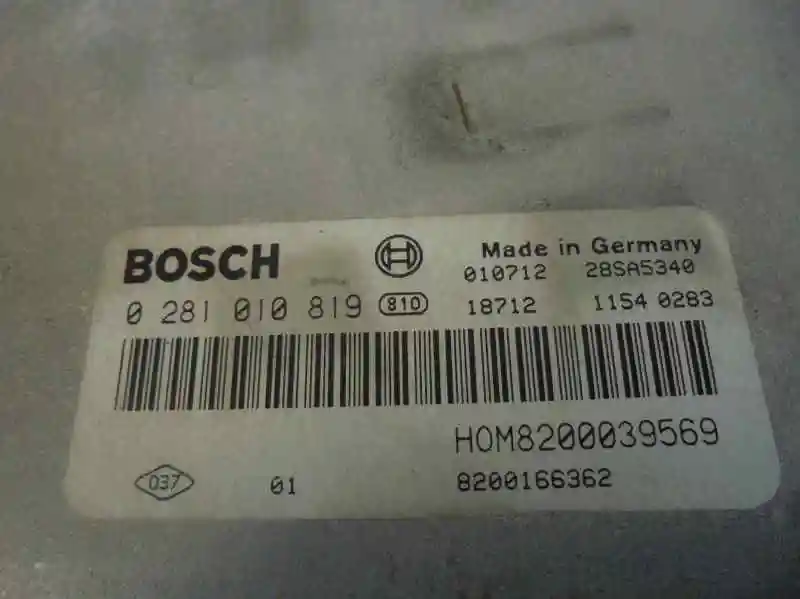 BOSCH Made in Germany
010712 28SA5340
0 281 010 819 810 18712 1154 0283
HOM8200039569
037 01 8200166362